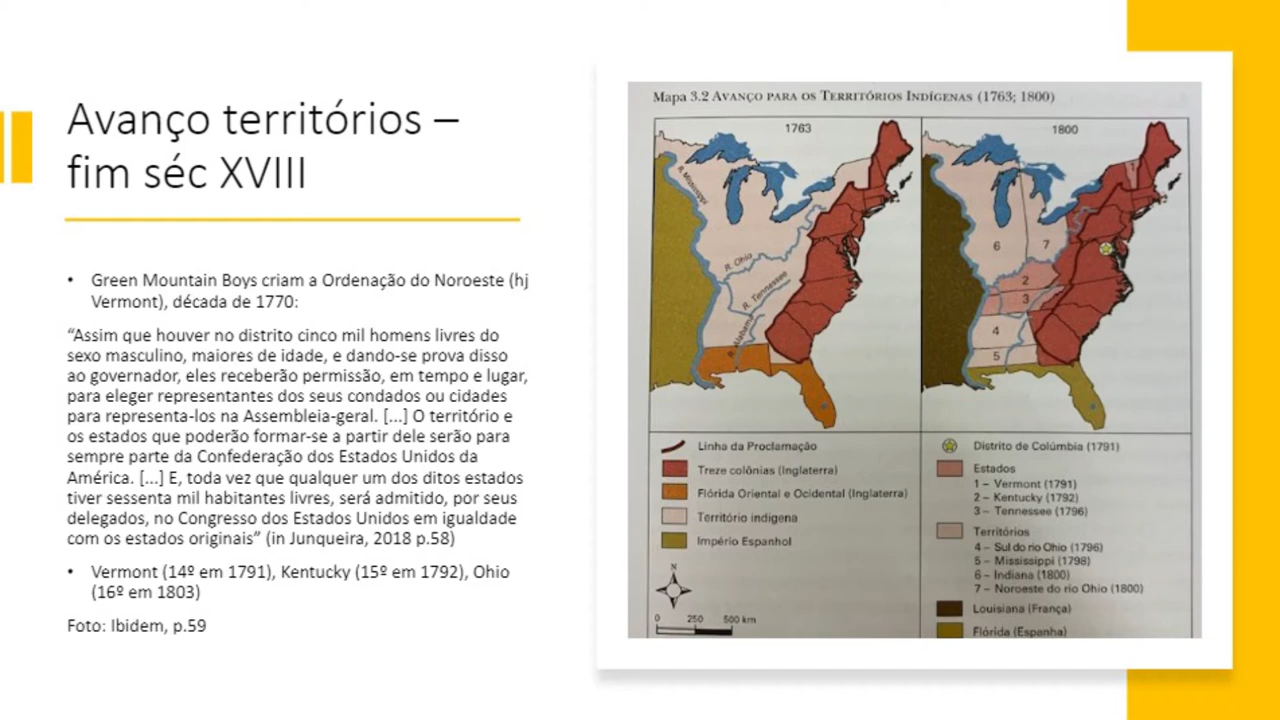 Avanço territórios –
fim séc XVIII
• Green Mountain Boys criam a Ordenação do Noroeste (hj
Vermont), década de 1770:
“Assim que houver no distrito cinco mil homens livres do
sexo masculino, maiores de idade, e dando-se prova disso
ao governador, eles receberão permissão, em tempo e lugar,
para eleger representantes dos seus condados ou cidades
para representa-los na Assembleia-geral. [...] O território e
os estados que poderão formar-se a partir dele serão para
sempre parte da Confederação dos Estados Unidos da
América. [...] E, toda vez que qualquer um dos ditos estados
tiver sessenta mil habitantes livres, será admitido, por seus
delegados, no Congresso dos Estados Unidos em igualdade
com os estados originais” (in Junqueira, 2018 p.58)
• Vermont (14º em 1791), Kentucky (15º em 1792), Ohio
(16º em 1803)
Foto: Ibidem, p.59
Mapa 3.2 Avanço para os Territórios Indígenas (1763; 1800)
1763
R. Mississippi
R. Ohio
R. Tennessee
R. Alabama
Linha da Proclamação
Treze colônias (Inglaterra)
Flórida Oriental e Ocidental (Inglaterra)
Território indígena
Império Espanhol
N
0 250 500 km
1800
1
6
7
2
3
4
5
Distrito de Colúmbia (1791)
Estados
1 – Vermont (1791)
2 – Kentucky (1792)
3 – Tennessee (1796)
Territórios
4 – Sul do rio Ohio (1796)
5 – Mississippi (1798)
6 – Indiana (1800)
7 – Noroeste do rio Ohio (1800)
Louisiana (França)
Flórida (Espanha)